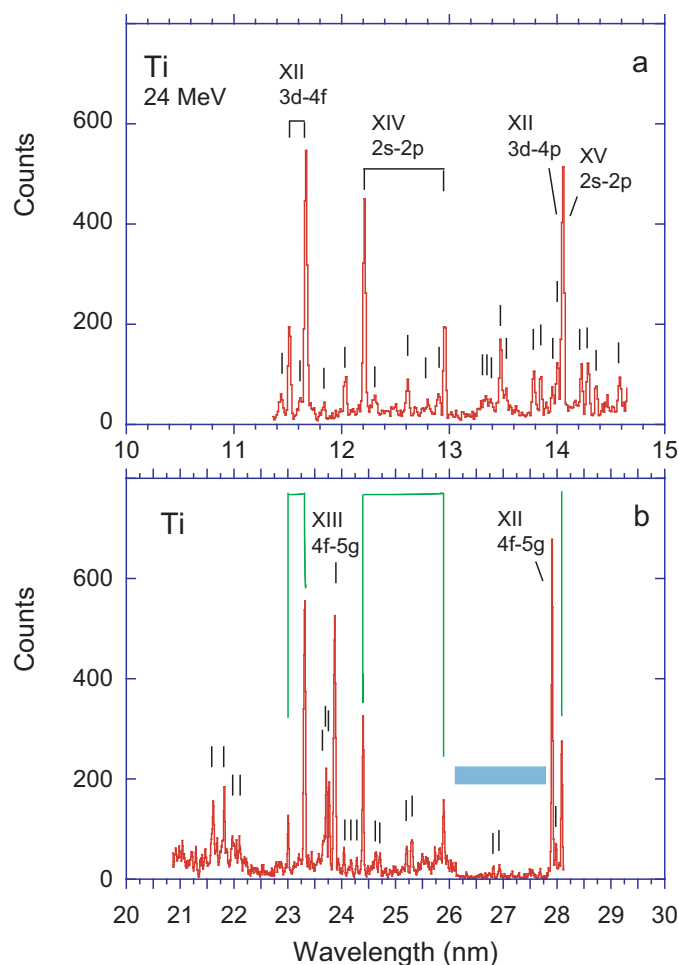 Ti
24 MeV
XII
3d-4f
XIV
2s-2p
XII
3d-4p
XV
2s-2p
a
Counts
600
400
200
0
10 11 12 13 14 15
Ti
XIII
4f-5g
XII
4f-5g
b
Counts
600
400
200
0
20 21 22 23 24 25 26 27 28 29 30
Wavelength (nm)